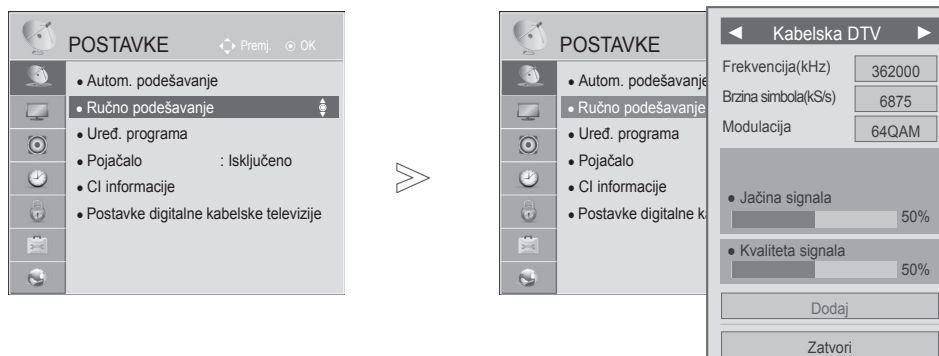 POSTAVKE Premj. OK
• Autom. podešavanje
• Ručno podešavanje
• Uređ. programa
• Pojačalo : Isključeno
• CI informacije
• Postavke digitalne kabelske televizije
POSTAVKE
• Autom. podešavanje
• Ručno podešavanje
• Uređ. programa
• Pojačalo
• CI informacije
• Postavke digitalne k
◄ Kabelska DTV ►
Frekvencija(kHz) 362000
Brzina simbola(kS/s) 6875
Modulacija 64QAM
• Jačina signala
50%
• Kvaliteta signala
50%
Dodaj
Zatvori